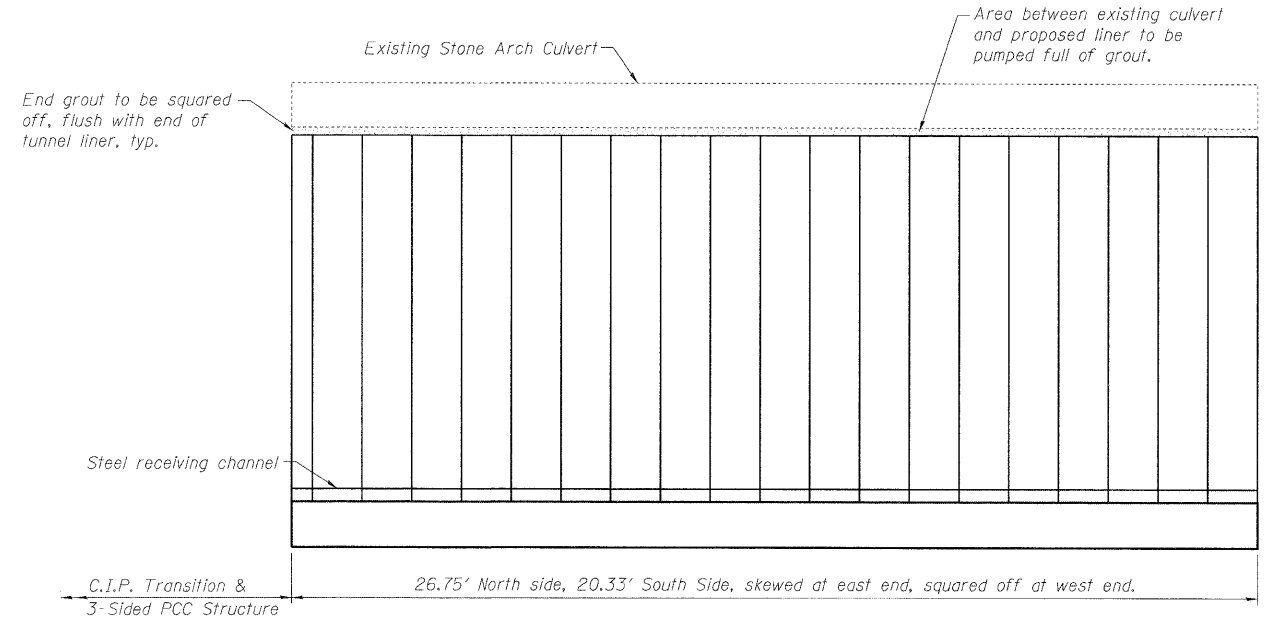 Area between existing culvert
and proposed liner to be
pumped full of grout.
Existing Stone Arch Culvert
End grout to be squared
off, flush with end of
tunnel liner, typ.
Steel receiving channel
C.I.P. Transition &
3-Sided PCC Structure
26.75' North side, 20.33' South Side, skewed at east end, squared off at west end.